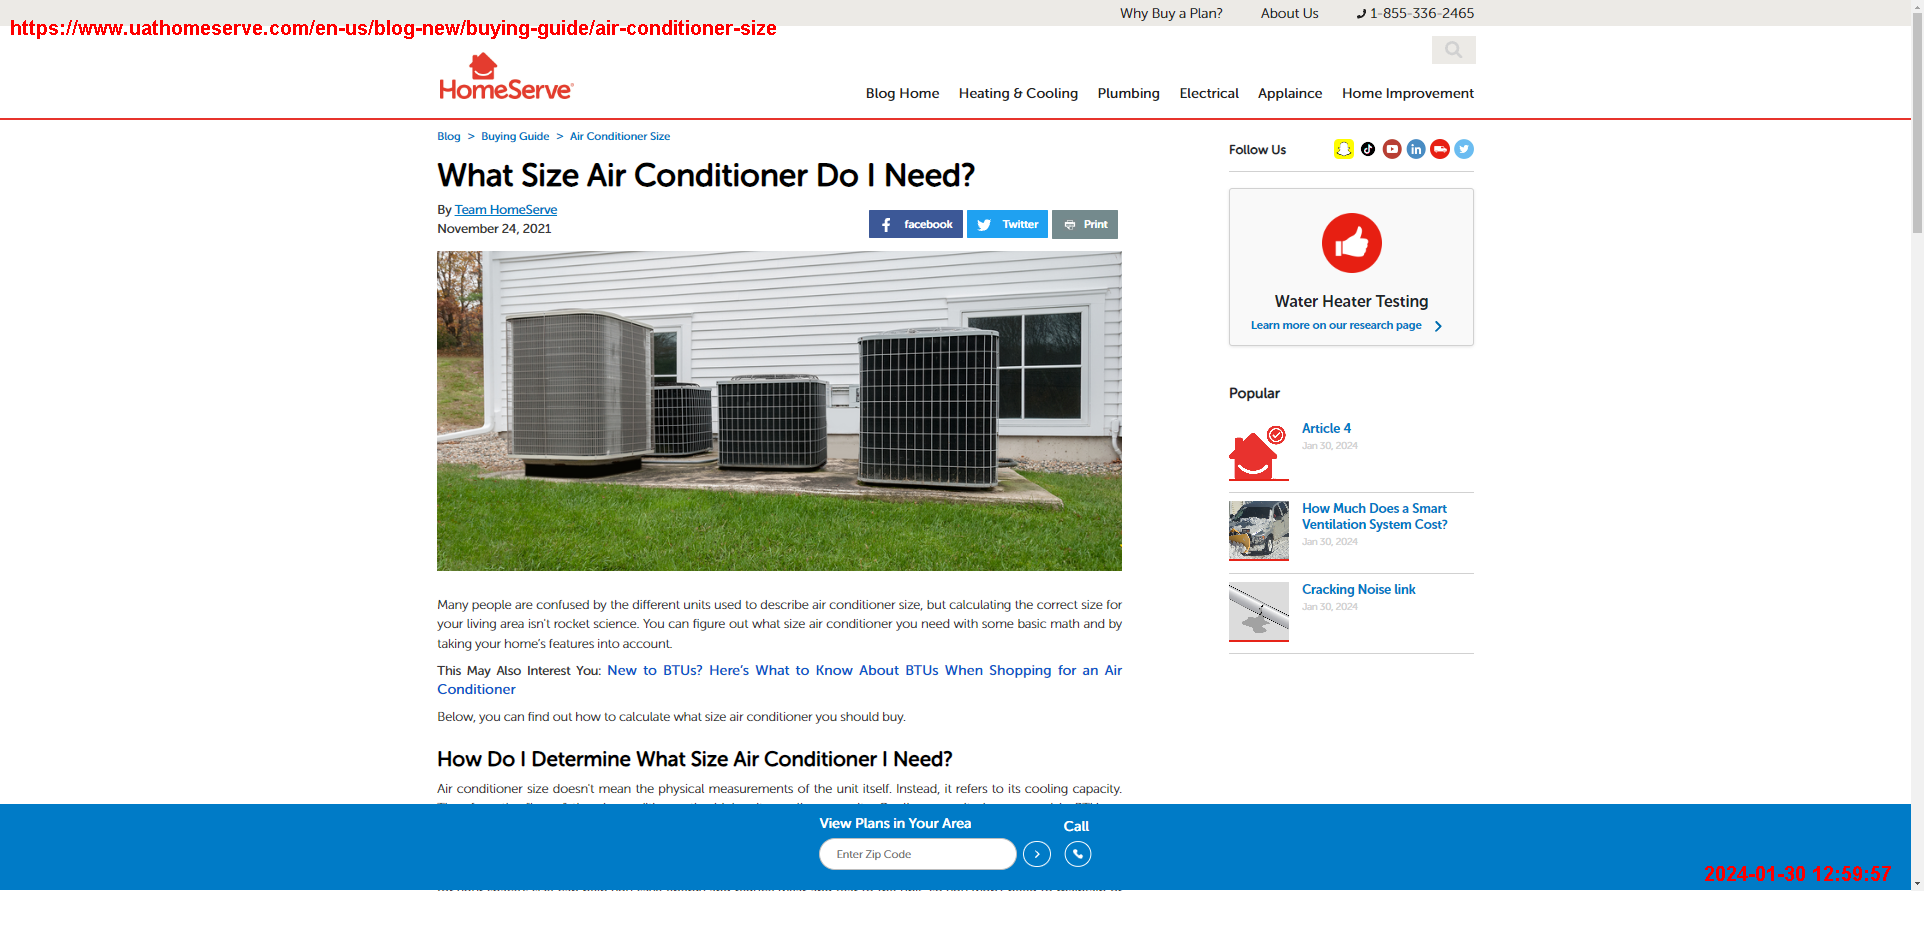 Why Buy a Plan? About Us 1-855-336-2465
https://www.uathomeserve.com/en-us/blog-new/buying-guide/air-conditioner-size
HomeServe
Blog Home Heating & Cooling Plumbing Electrical Applaince Home Improvement
Blog > Buying Guide > Air Conditioner Size
What Size Air Conditioner Do I Need?
By Team HomeServe
November 24, 2021
facebook Twitter Print
Many people are confused by the different units used to describe air conditioner size, but calculating the correct size for
your living area isn't rocket science. You can figure out what size air conditioner you need with some basic math and by
taking your home's features into account.
This May Also Interest You: New to BTUs? Here's What to Know About BTUs When Shopping for an Air
Conditioner
Below, you can find out how to calculate what size air conditioner you should buy.
How Do I Determine What Size Air Conditioner I Need?
Air conditioner size doesn't mean the physical measurements of the unit itself. Instead, it refers to its cooling capacity.
Follow Us
in
Water Heater Testing
Learn more on our research page
Popular
Article 4
Jan 30, 2024
How Much Does a Smart
Ventilation System Cost?
Jan 30, 2024
Cracking Noise link
Jan 30, 2024
View Plans in Your Area
Enter Zip Code
Call
2024-01-30 12:59:57